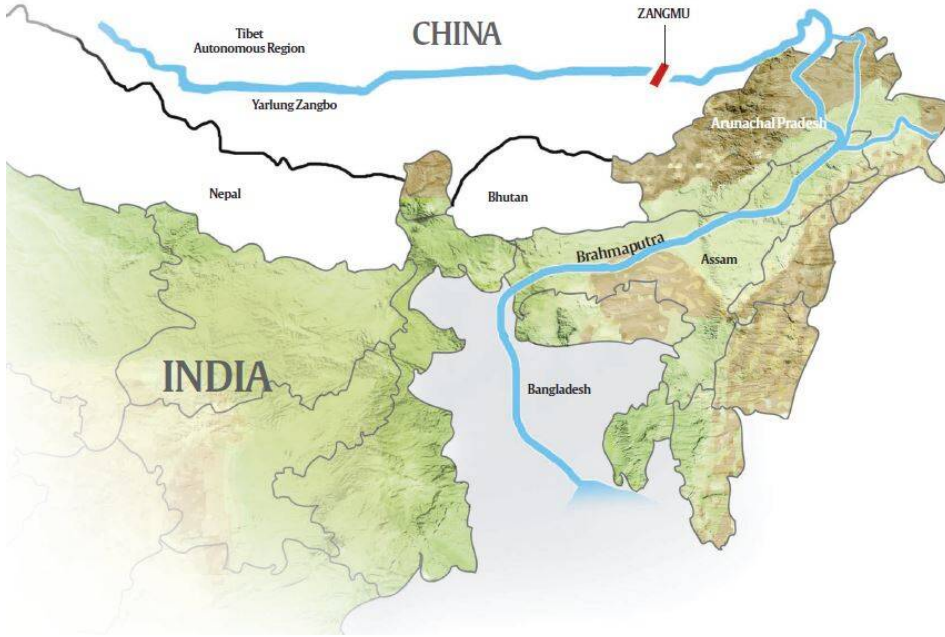 ZANGMU
CHINA
Tibet
Autonomous Region
Yarlung Zangbo
Arunachal Pradesh
Nepal
Bhutan
Brahmaputra
Assam
INDIA
Bangladesh